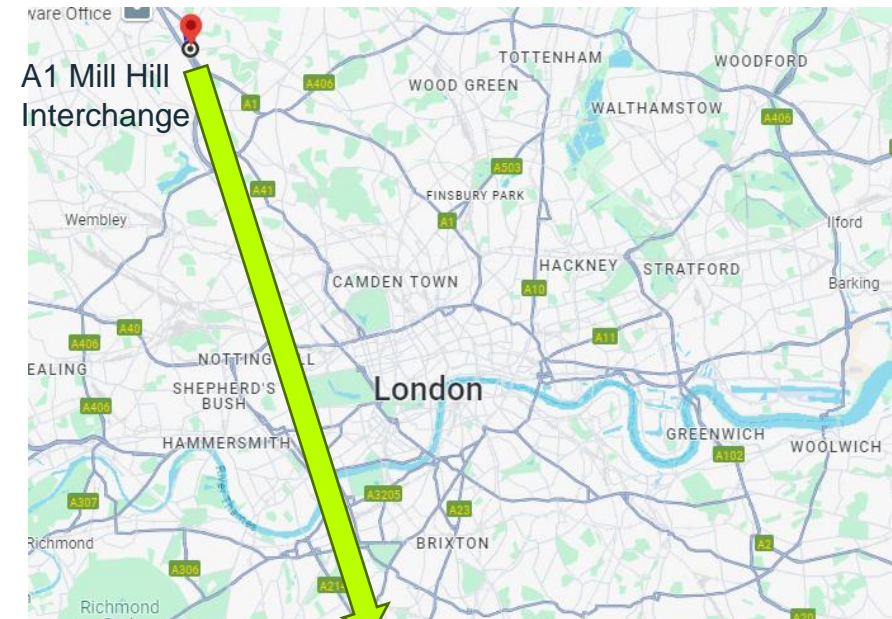 ware Office
A1 Mill Hill
Interchange
TOTTENHAM
WOODFORD
A406
WOOD GREEN
A1
WALTHAMSTOW
A406
A503
A41
FINSBURY PARK
Wembley
A1
Ilford
HACKNEY
STRATFORD
CAMDEN TOWN
Barking
A10
A40
A406
A11
NOTTING
LL
EALING
SHEPHERD'S
BUSH
London
A406
HAMMERSMITH
GREENWICH
WOOLWICH
A102
River Thames
A307
A3205
A23
Richmond
BRIXTON
A2
A306
A21
Richmond
A20